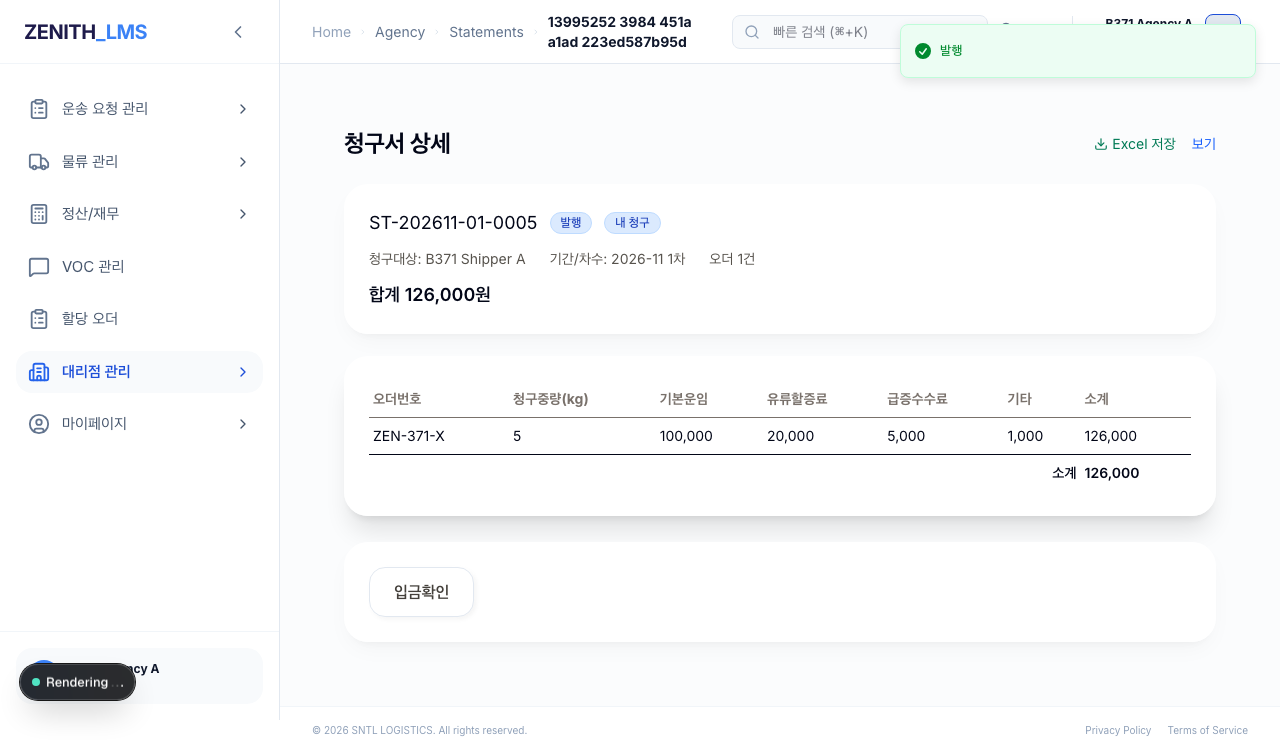 ZENITH_LMS
Home
Agency
Statements
13995252 3984 451a
a1ad 223ed587b95d
빠른 검색 (⌘+K)
B371 Agency A
발행
운송 요청 관리
물류 관리
정산/재무
VOC 관리
할당 오더
대리점 관리
마이페이지
청구서 상세
Excel 저장
보기
ST-202611-01-0005
발행
내 청구
청구대상: B371 Shipper A
기간/차수: 2026-11 1차
오더 1건
합계 126,000원
오더번호 청구중량(kg) 기본운임 유류할증료 급증수수료 기타 소계
ZEN-371-X 5 100,000 20,000 5,000 1,000 126,000
소계 126,000
입금확인
A
Rendering ...
© 2026 SNTL LOGISTICS. All rights reserved.
Privacy Policy
Terms of Service